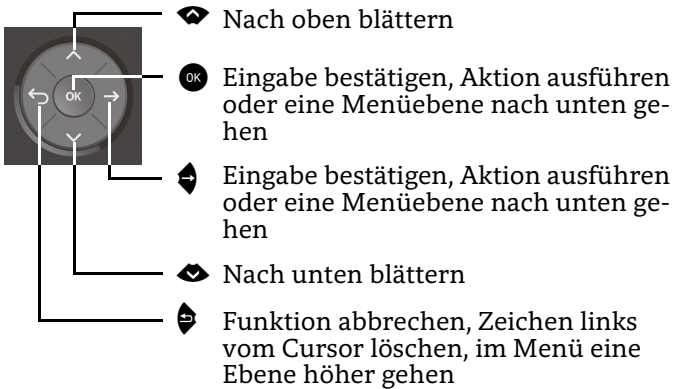 Nach oben blättern
OK Eingabe bestätigen, Aktion ausführen
oder eine Menüebene nach unten ge-
hen
OK
Eingabe bestätigen, Aktion ausführen
oder eine Menüebene nach unten ge-
hen
Nach unten blättern
Funktion abbrechen, Zeichen links
vom Cursor löschen, im Menü eine
Ebene höher gehen